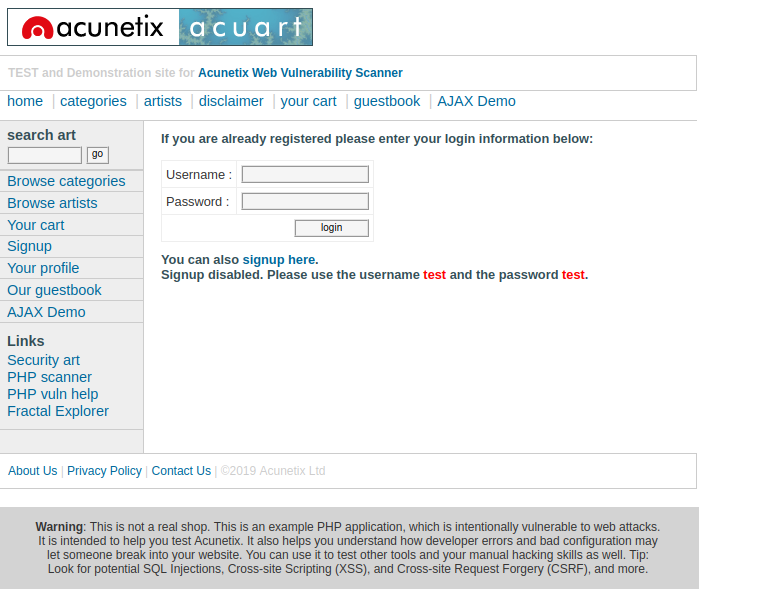 acunetix acuart
TEST and Demonstration site for Acunetix Web Vulnerability Scanner
home | categories | artists | disclaimer | your cart | guestbook | AJAX Demo
search art
go
Browse categories
Browse artists
Your cart
Signup
Your profile
Our guestbook
AJAX Demo
Links
Security art
PHP scanner
PHP vuln help
Fractal Explorer
If you are already registered please enter your login information below:
Username :
Password :
login
You can also signup here.
Signup disabled. Please use the username test and the password test.
About Us | Privacy Policy | Contact Us | ©2019 Acunetix Ltd
Warning: This is not a real shop. This is an example PHP application, which is intentionally vulnerable to web attacks.
It is intended to help you test Acunetix. It also helps you understand how developer errors and bad configuration may
let someone break into your website. You can use it to test other tools and your manual hacking skills as well. Tip:
Look for potential SQL Injections, Cross-site Scripting (XSS), and Cross-site Request Forgery (CSRF), and more.